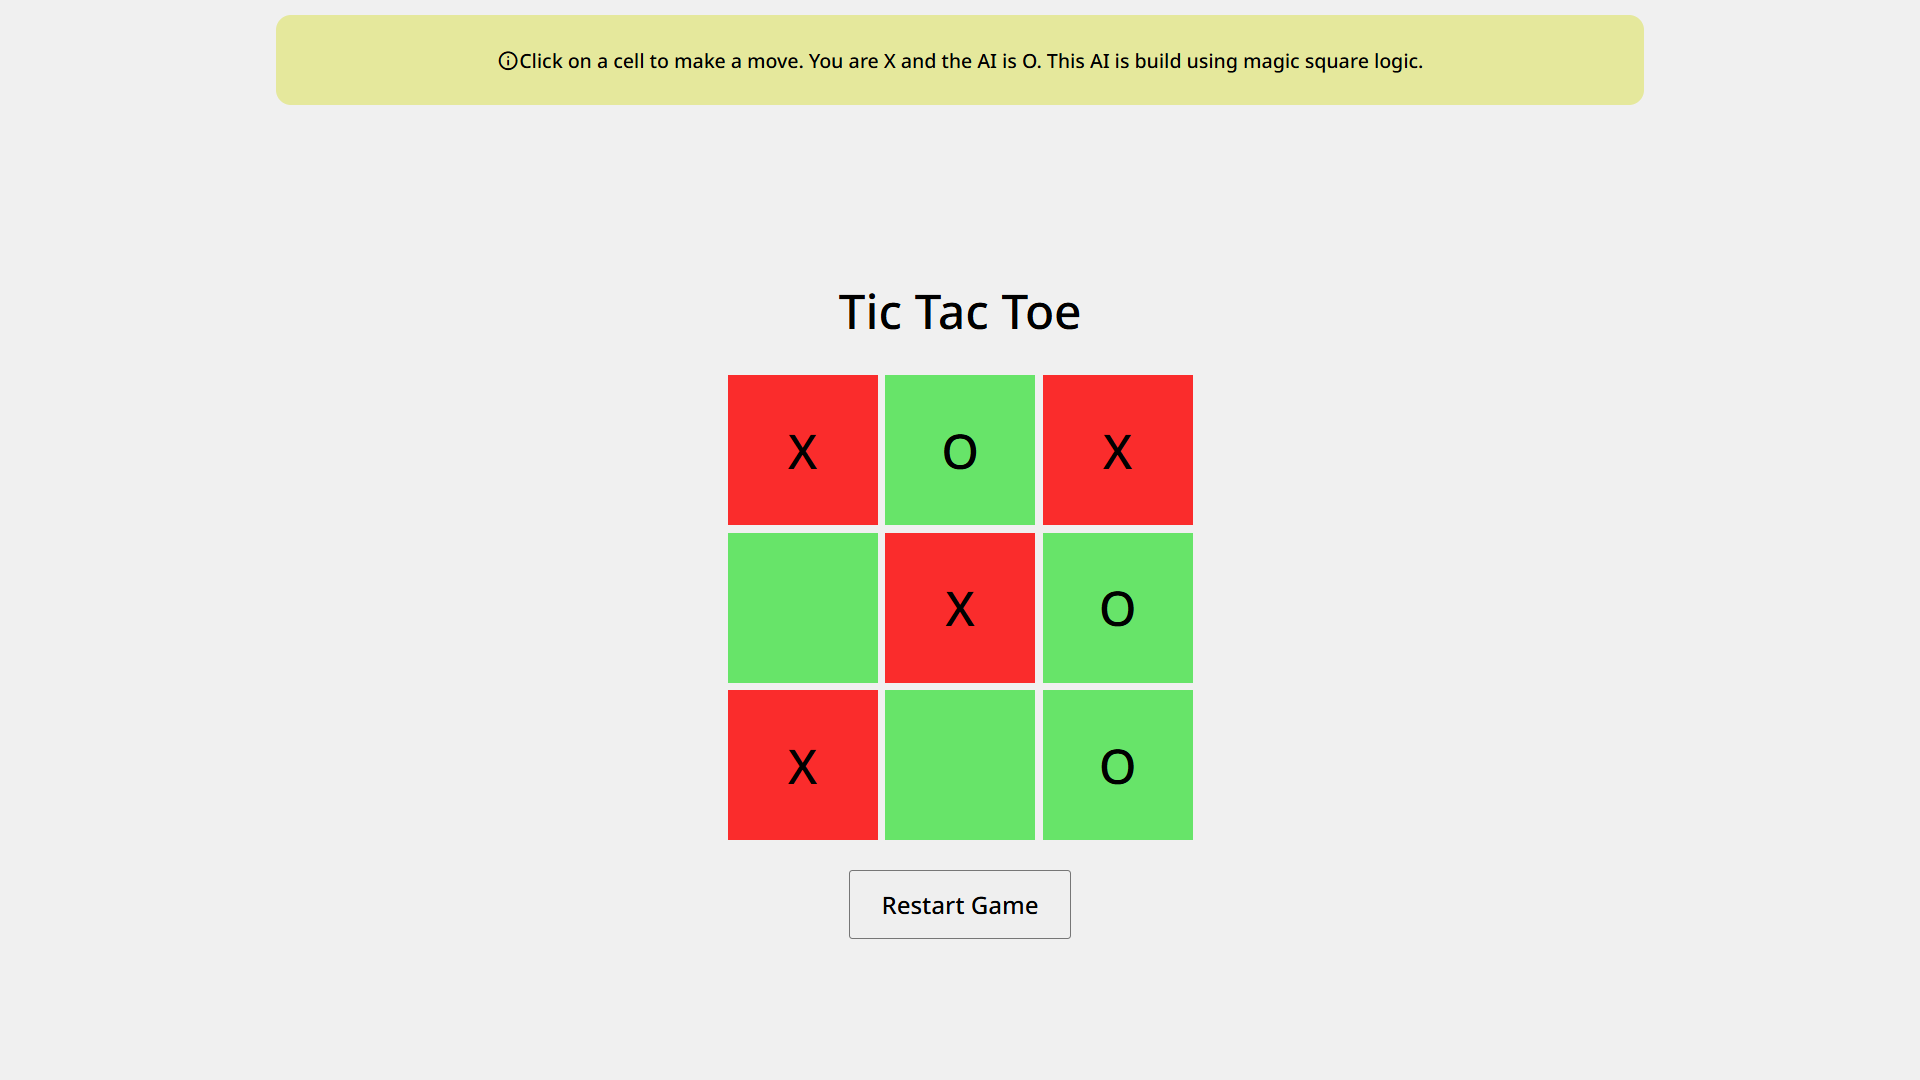 Click on a cell to make a move. You are X and the AI is O. This AI is build using magic square logic.
Tic Tac Toe
X O X
X O
X O
Restart Game